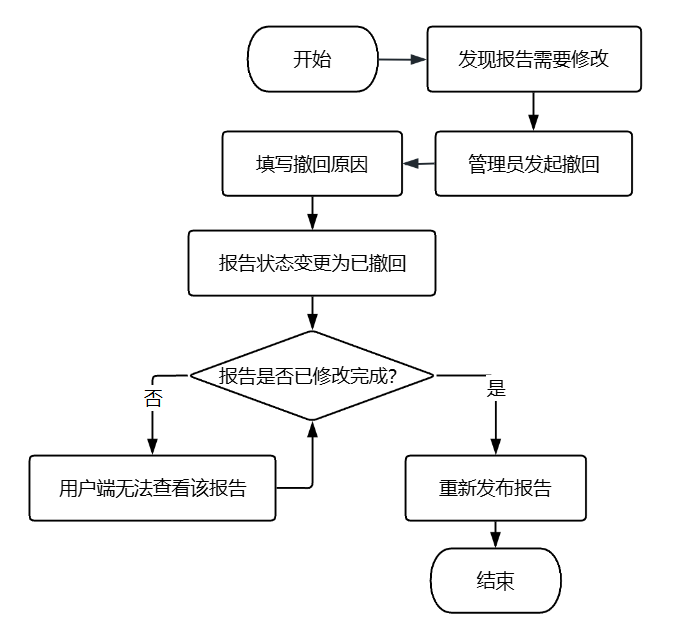 开始
发现报告需要修改
管理员发起撤回
填写撤回原因
报告状态变更为已撤回
报告是否已修改完成？
否
是
用户端无法查看该报告
重新发布报告
结束